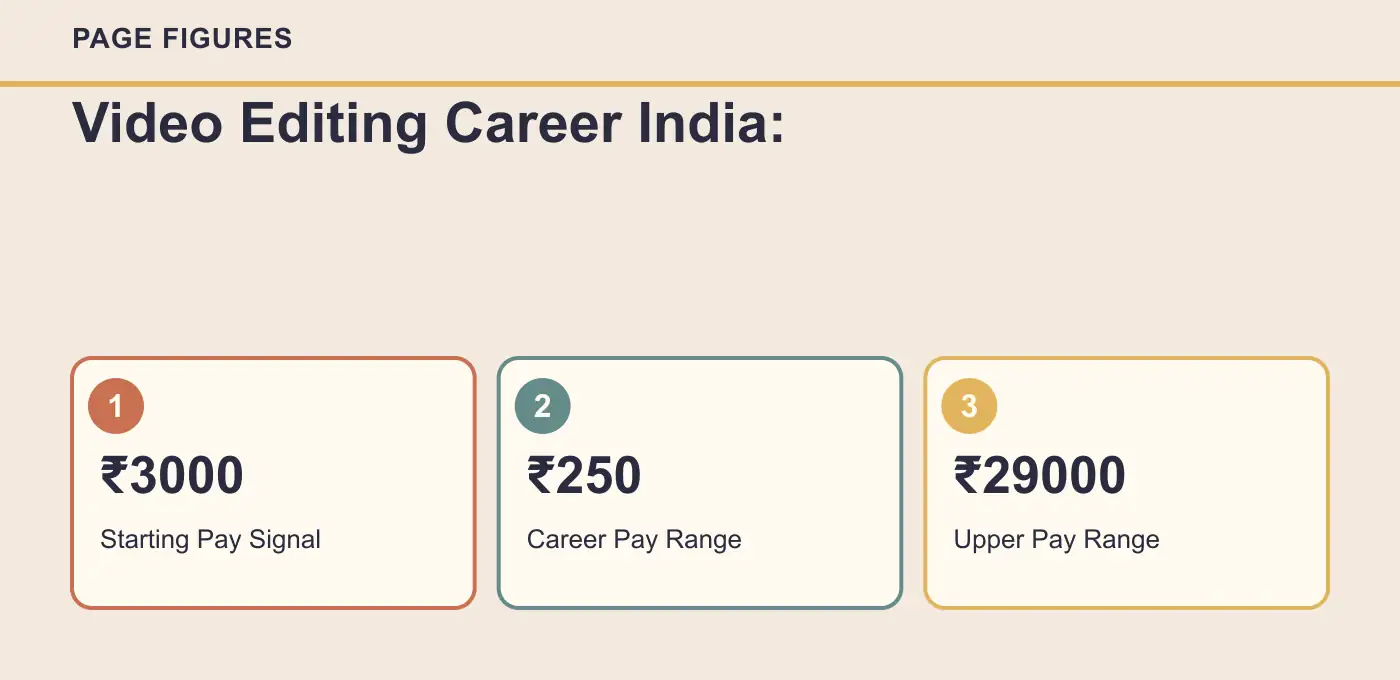 PAGE FIGURES
Video Editing Career India:
1
₹3000
Starting Pay Signal
2
₹250
Career Pay Range
3
₹29000
Upper Pay Range